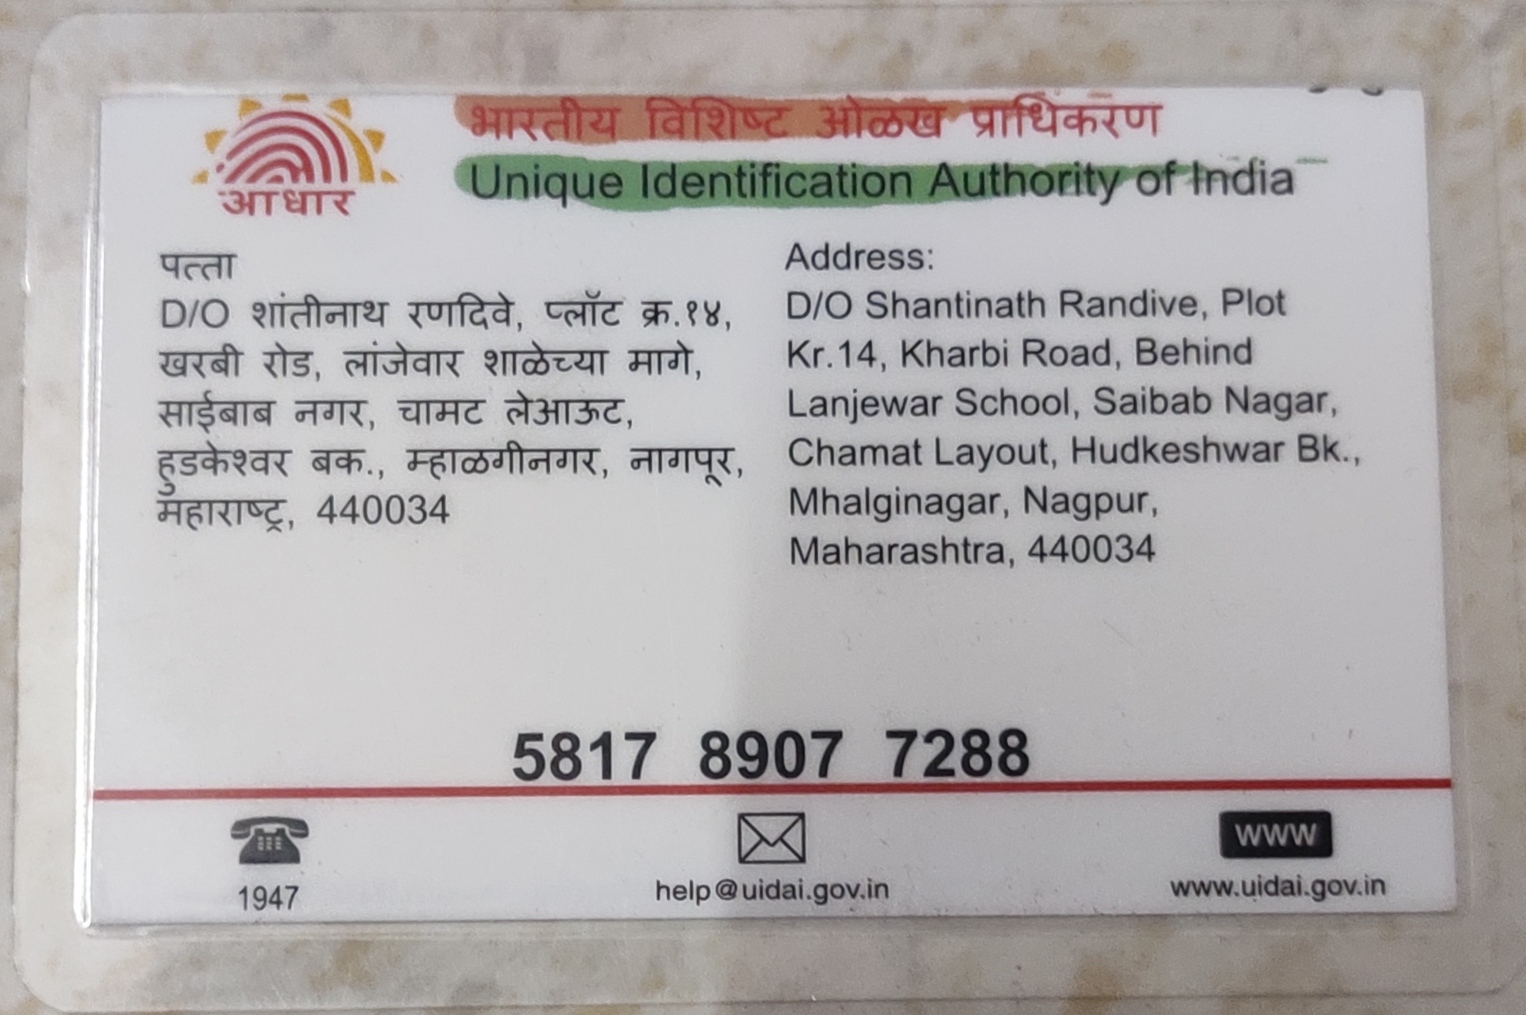 आधार
भारतीय विशिष्ट ओळख प्राधिकरण
Unique Identification Authority of India
पत्ता
D/O शांतीनाथ रणदिवे, प्लॉट क्र.१४,
खरबी रोड, लांजेवार शाळेच्या मागे,
साईबाब नगर, चामट लेआऊट,
हुडकेश्वर बक., म्हाळगीनगर, नागपूर,
महाराष्ट्र, 440034
Address:
D/O Shantinath Randive, Plot
Kr.14, Kharbi Road, Behind
Lanjewar School, Saibab Nagar,
Chamat Layout, Hudkeshwar Bk.,
Mhalginagar, Nagpur,
Maharashtra, 440034
5817 8907 7288
1947
help@uidai.gov.in
WWW
www.uidai.gov.in